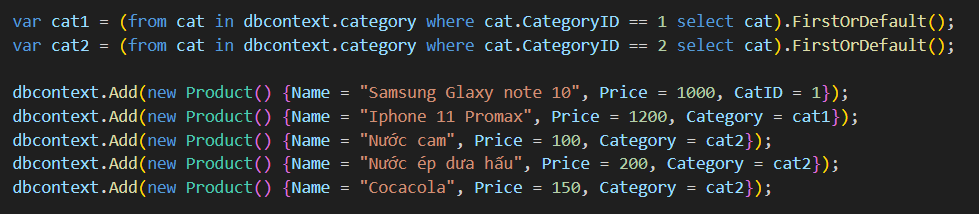 var cat1 = (from cat in dbcontext.category where cat.CategoryID == 1 select cat).FirstOrDefault();
var cat2 = (from cat in dbcontext.category where cat.CategoryID == 2 select cat).FirstOrDefault();
dbcontext.Add(new Product() {Name = "Samsung Glaxy note 10", Price = 1000, CatID = 1});
dbcontext.Add(new Product() {Name = "Iphone 11 Promax", Price = 1200, Category = cat1});
dbcontext.Add(new Product() {Name = "Nước cam", Price = 100, Category = cat2});
dbcontext.Add(new Product() {Name = "Nước ép dưa hấu", Price = 200, Category = cat2});
dbcontext.Add(new Product() {Name = "Cocacola", Price = 150, Category = cat2});